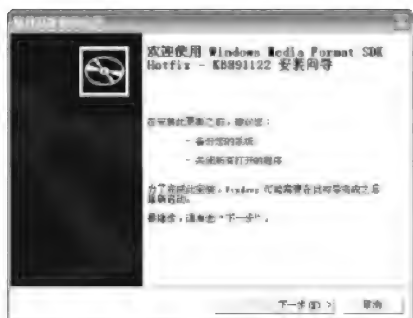 欢迎使用 Windows Media Format SDK
Hotfix - KB891122 安装向导
在安装此更新之前，建议您：
- 备份您的系统
- 关闭所有打开的程序
为了完成此安装，Windows 可能需要在此向导完成之后
重新启动。
要继续，请单击“下一步”。
下一步(N) > 取消